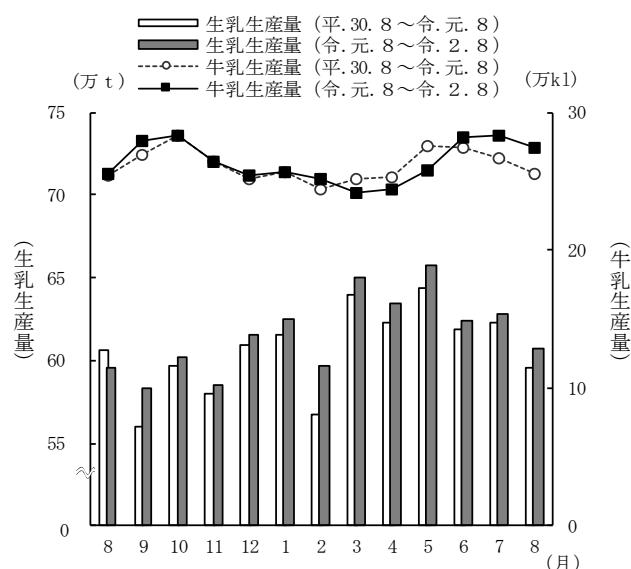 生乳生産量（平.30.８～令.元.８）
生乳生産量（令.元.８～令.２.８）
牛乳生産量（平.30.８～令.元.８）
牛乳生産量（令.元.８～令.２.８）
(万ｔ)
(万kl)
75
70
65
60
55
0
30
20
10
0
（生乳生産量）
（牛乳生産量）
8 9 10 11 12 1 2 3 4 5 6 7 8
(月)